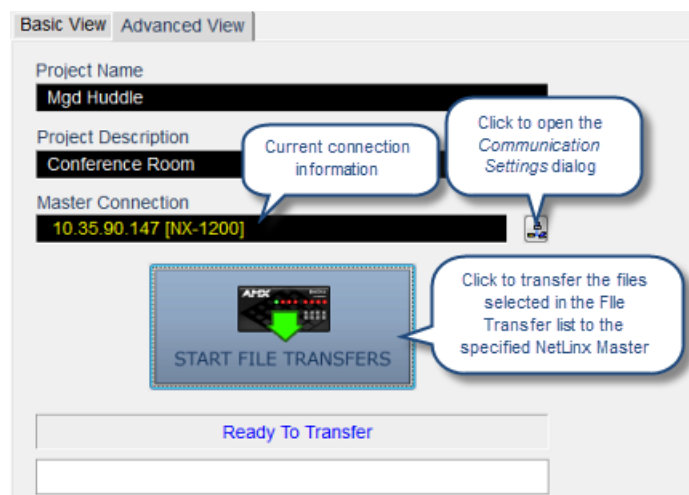 Basic View Advanced View
Project Name
Mgd Huddle
Project Description
Conference Room
Current connection
information
Click to open the
Communication
Settings dialog
Master Connection
10.35.90.147 [NX-1200]
AMX
START FILE TRANSFERS
Click to transfer the files
selected in the FIle
Transfer list to the
specified NetLinx Master
Ready To Transfer